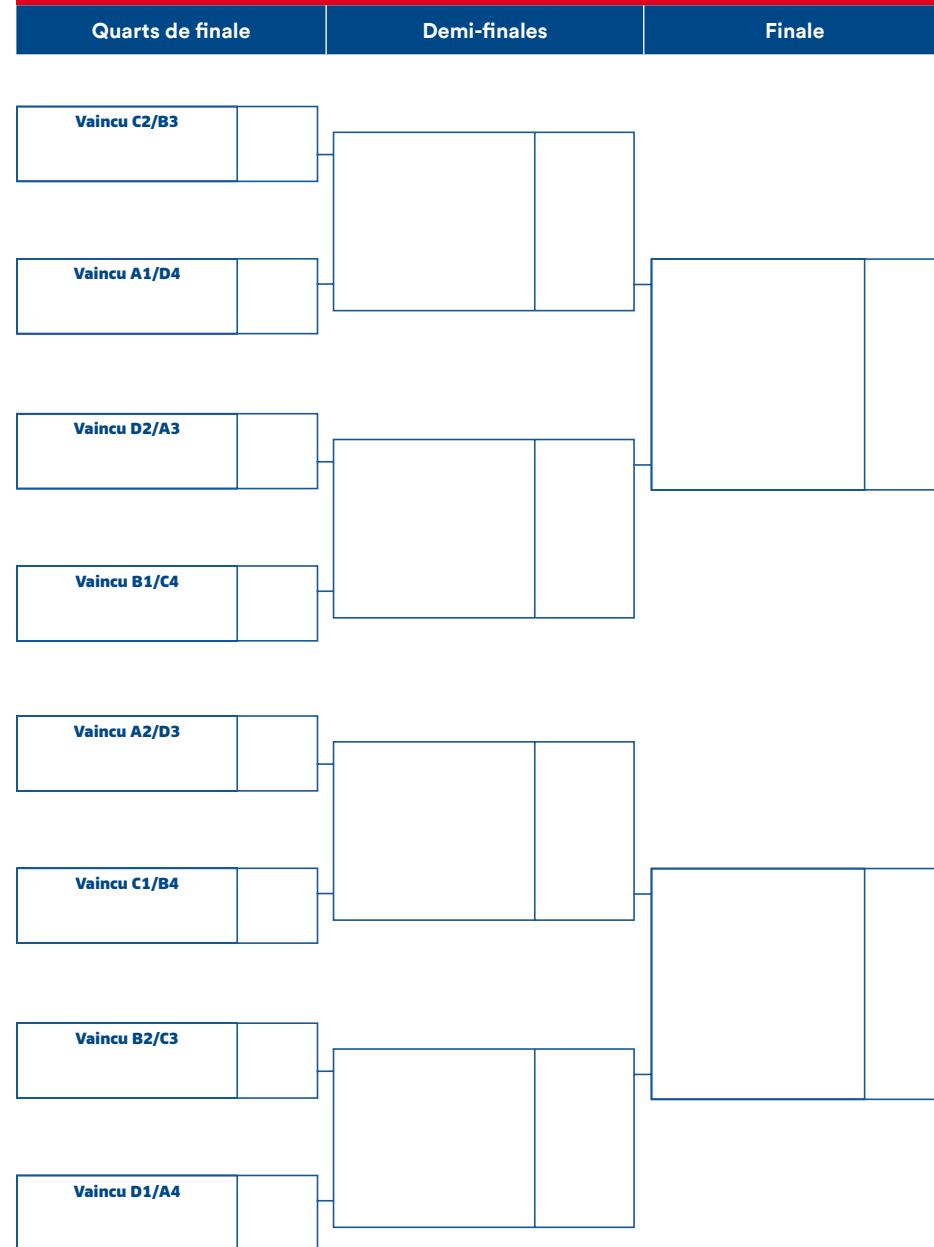 Quarts de finale
Demi-finales
Finale
Vaincu C2/B3
Vaincu A1/D4
Vaincu D2/A3
Vaincu B1/C4
Vaincu A2/D3
Vaincu C1/B4
Vaincu B2/C3
Vaincu D1/A4